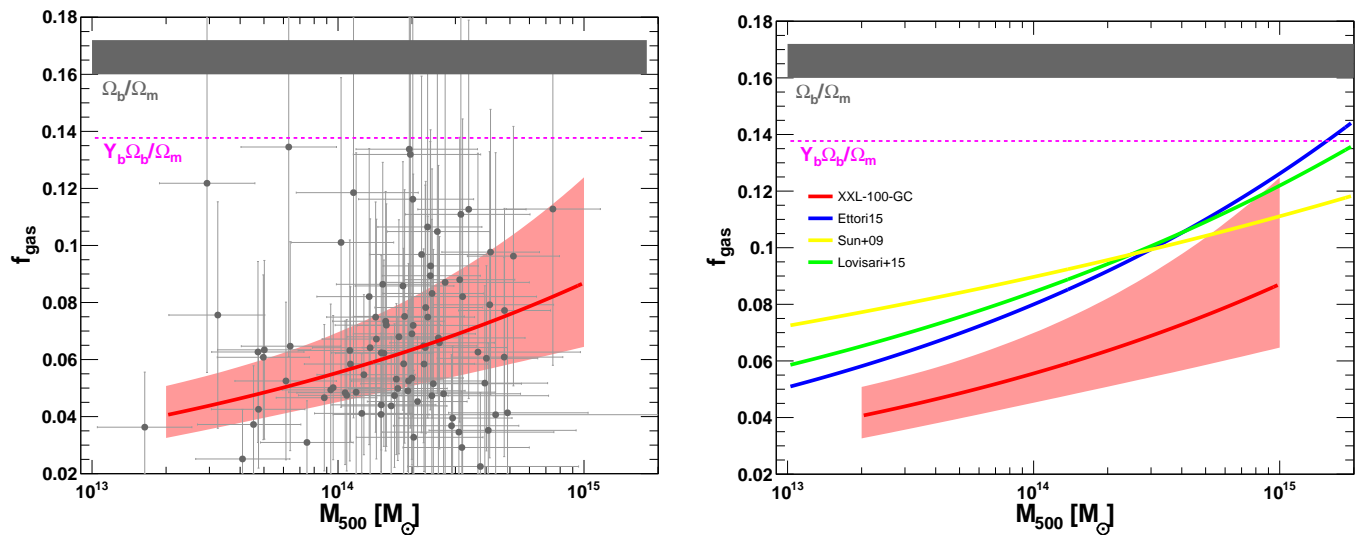 0.18
0.16
0.14
0.12
0.1
0.08
0.06
0.04
0.02
f_gas
Ω_b/Ω_m
Y_bΩ_b/Ω_m
10^13
10^14
10^15
M_500 [M_⊙]
0.18
0.16
0.14
0.12
0.1
0.08
0.06
0.04
0.02
f_gas
Ω_b/Ω_m
Y_bΩ_b/Ω_m
XXL-100-GC
Ettori15
Sun+09
Lovisari+15
10^13
10^14
10^15
M_500 [M_⊙]